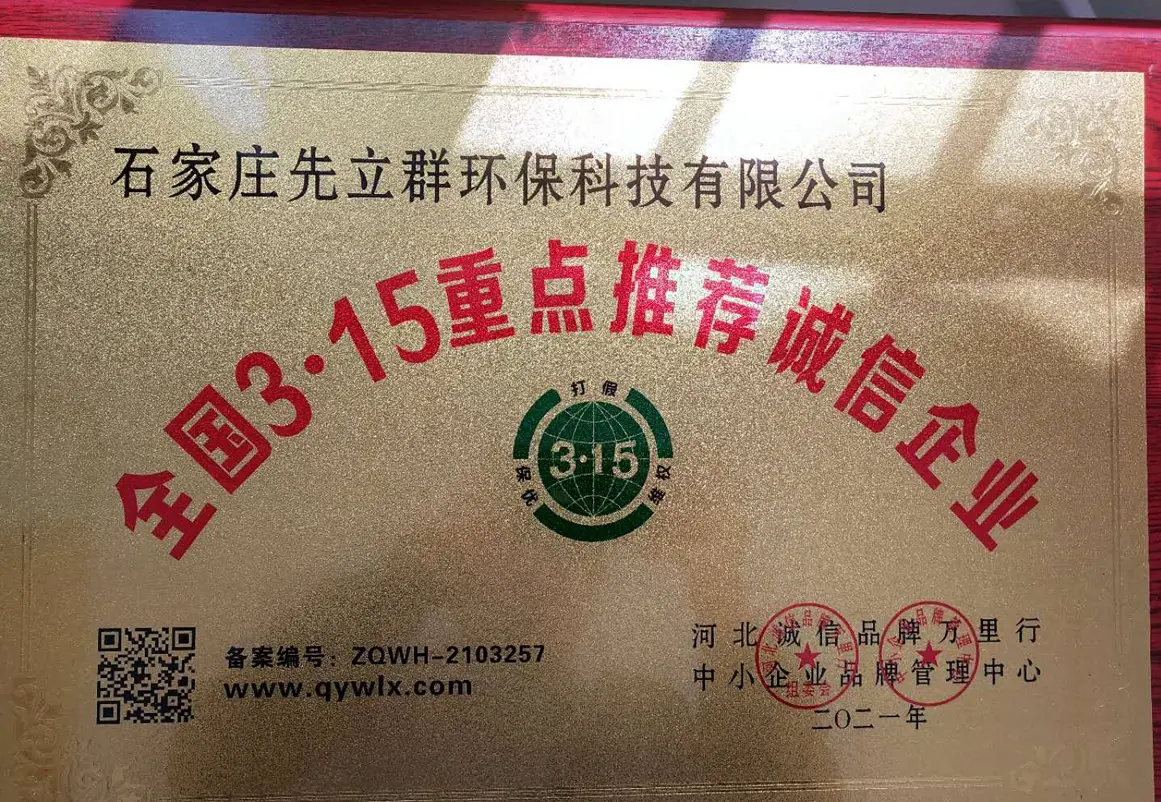 石家庄先立群环保科技有限公司
全国3·15重点推荐诚信企业
打假
保优
维权
3·15
备案编号：ZQWH-2103257
www.qywlx.com
河北诚信品牌万里行
中小企业品牌管理中心
组委会
二〇二一年